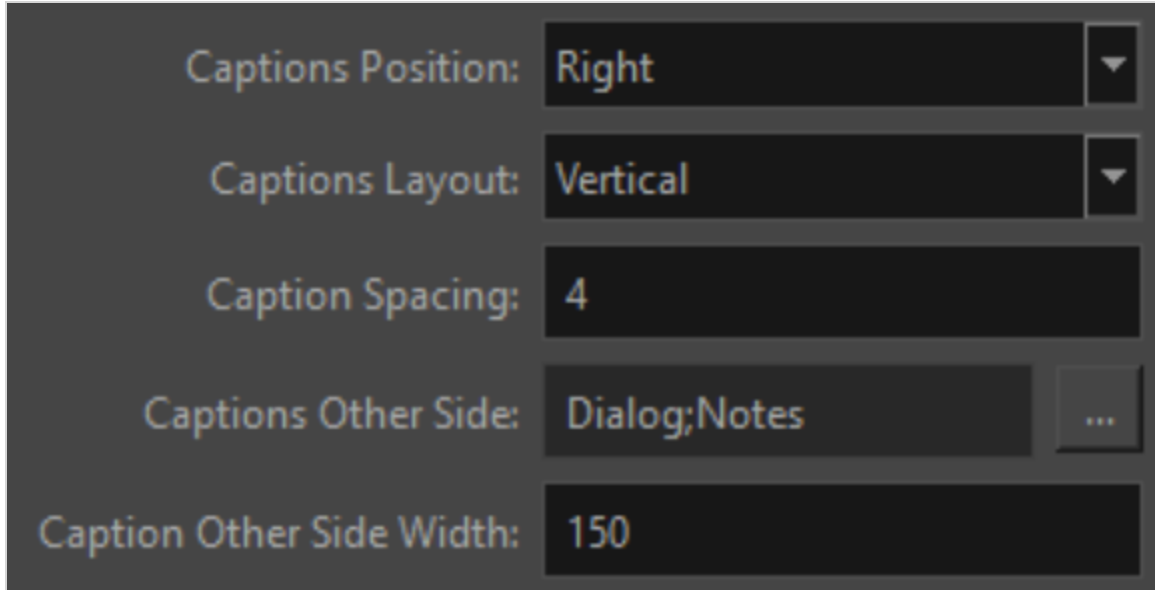 Captions Position: Right
Captions Layout: Vertical
Caption Spacing: 4
Captions Other Side: Dialog;Notes ...
Caption Other Side Width: 150